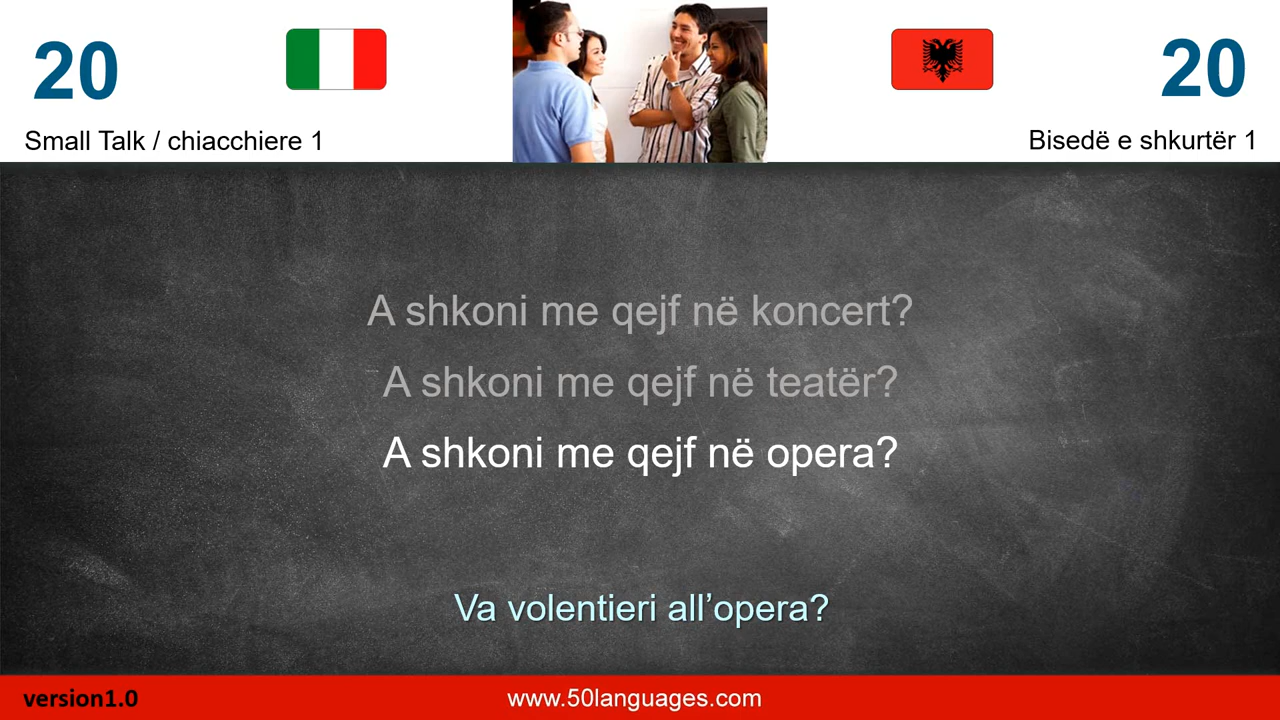 20
20
Small Talk / chiacchiere 1
Bisedë e shkurtër 1
A shkoni me qejf në koncert?
A shkoni me qejf në teatër?
A shkoni me qejf në opera?
Va volentieri all’opera?
version1.0
www.50languages.com